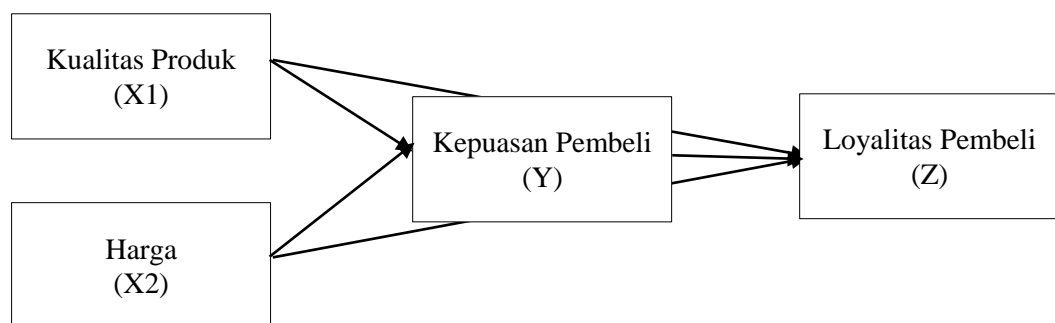 Kualitas Produk
(X1)
Kepuasan Pembeli
(Y)
Loyalitas Pembeli
(Z)
Harga
(X2)